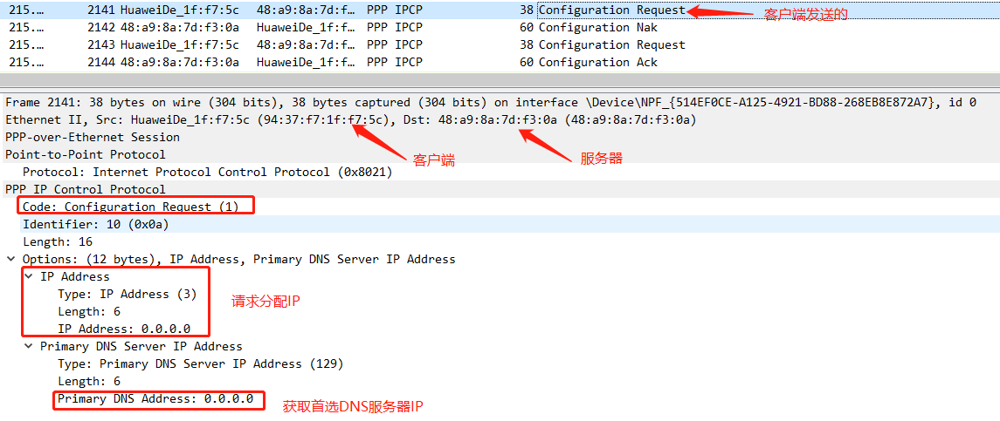 215.… 2141 HuaweiDe_1f:f7:5c 48:a9:8a:7d:f… PPP IPCP 38 Configuration Request 客户端发送的
215.… 2142 48:a9:8a:7d:f3:0a HuaweiDe_1f:f… PPP IPCP 60 Configuration Nak
215.… 2143 HuaweiDe_1f:f7:5c 48:a9:8a:7d:f… PPP IPCP 38 Configuration Request
215.… 2144 48:a9:8a:7d:f3:0a HuaweiDe_1f:f… PPP IPCP 60 Configuration Ack
Frame 2141: 38 bytes on wire (304 bits), 38 bytes captured (304 bits) on interface \Device\NPF_{514EF0CE-A125-4921-BD88-268EB8E872A7}, id 0
Ethernet II, Src: HuaweiDe_1f:f7:5c (94:37:f7:1f:f7:5c), Dst: 48:a9:8a:7d:f3:0a (48:a9:8a:7d:f3:0a)
PPP-over-Ethernet Session
Point-to-Point Protocol
客户端
服务器
Protocol: Internet Protocol Control Protocol (0x8021)
PPP IP Control Protocol
Code: Configuration Request (1)
Identifier: 10 (0x0a)
Length: 16
Options: (12 bytes), IP Address, Primary DNS Server IP Address
IP Address
Type: IP Address (3)
请求分配IP
Length: 6
IP Address: 0.0.0.0
Primary DNS Server IP Address
Type: Primary DNS Server IP Address (129)
Length: 6
Primary DNS Address: 0.0.0.0
获取首选DNS服务器IP